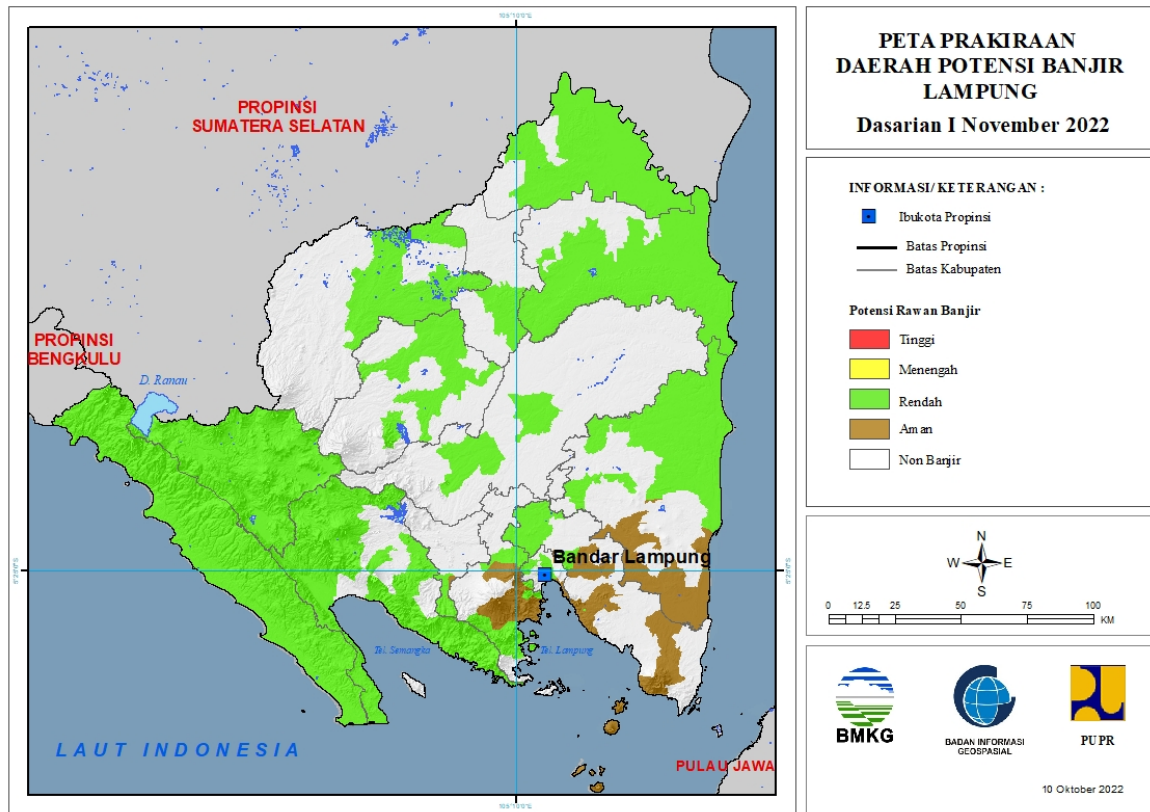 PETA PRAKIRAAN
DAERAH POTENSI BANJIR
LAMPUNG
Dasarian I November 2022
PROPINSI
SUMATERA SELATAN
PROPINSI
BENGKULU
D. Ranau
Bandar Lampung
Tel. Semangka
Tel. Lampung
LAUT INDONESIA
PULAU JAWA
INFORMASI/ KETERANGAN :
Ibukota Propinsi
Batas Propinsi
Batas Kabupaten
Potensi Rawan Banjir
Tinggi
Menengah
Rendah
Aman
Non Banjir
N
W E
S
0 12.5 25 50 75 100
KM
BMKG
BADAN INFORMASI
GEOSPASIAL
PUPR
10 Oktober 2022